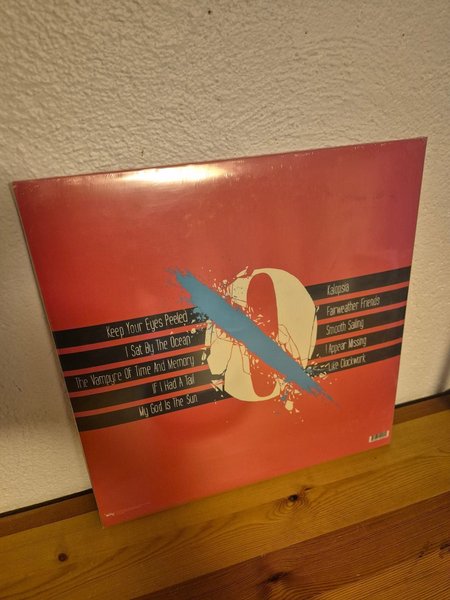 Keep Your Eyes Peeled
I Sat By The Ocean
The Vampyre Of Time And Memory
If I Had A Tail
My God Is The Sun
Kalopsia
Fairweather Friends
Smooth Sailing
I Appear Missing
Like Clockwork